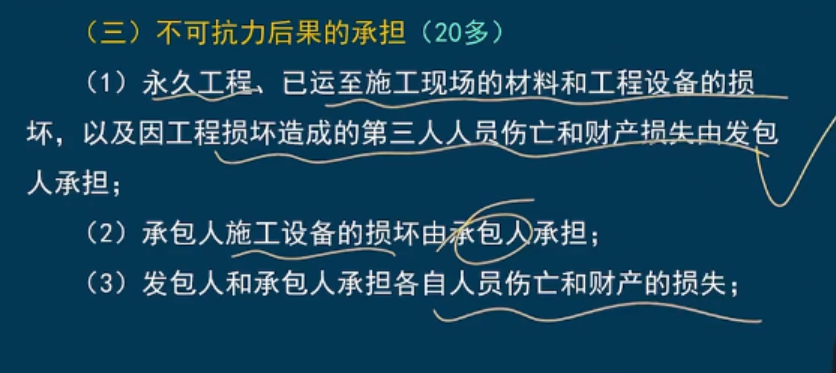 （三）不可抗力后果的承担（20多）
（1）永久工程、已运至施工现场的材料和工程设备的损
坏，以及因工程损坏造成的第三人人员伤亡和财产损失由发包
人承担；
（2）承包人施工设备的损坏由承包人承担；
（3）发包人和承包人承担各自人员伤亡和财产的损失；